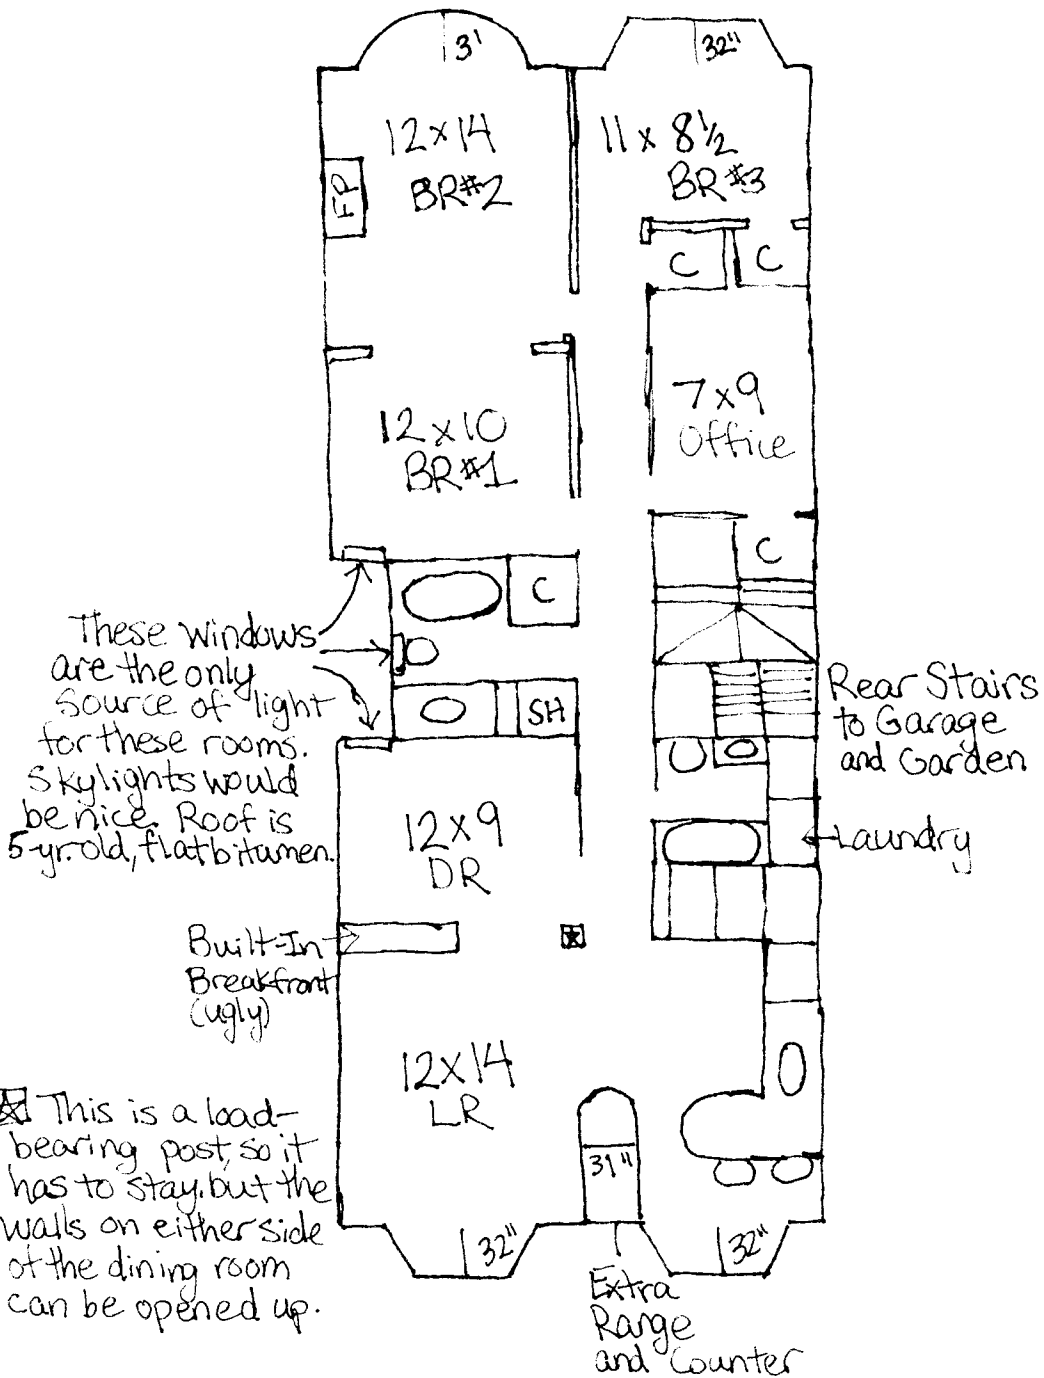 3'
32"
12x14
BR#2
11 x 8½
BR #3
FP
C
C
12x10
BR#1
7x9
Office
C
C
These windows
are the only
source of light
for these rooms.
Skylights would
be nice. Roof is
5-yr.old, flat bitumen.
SH
Rear Stairs
to Garage
and Garden
12x9
DR
Laundry
Built-In
Breakfront
(ugly)
12x14
LR
This is a load-
bearing post, so it
has to stay. but the
walls on either side
of the dining room
can be opened up.
31"
32"
32"
Extra
Range
and Counter